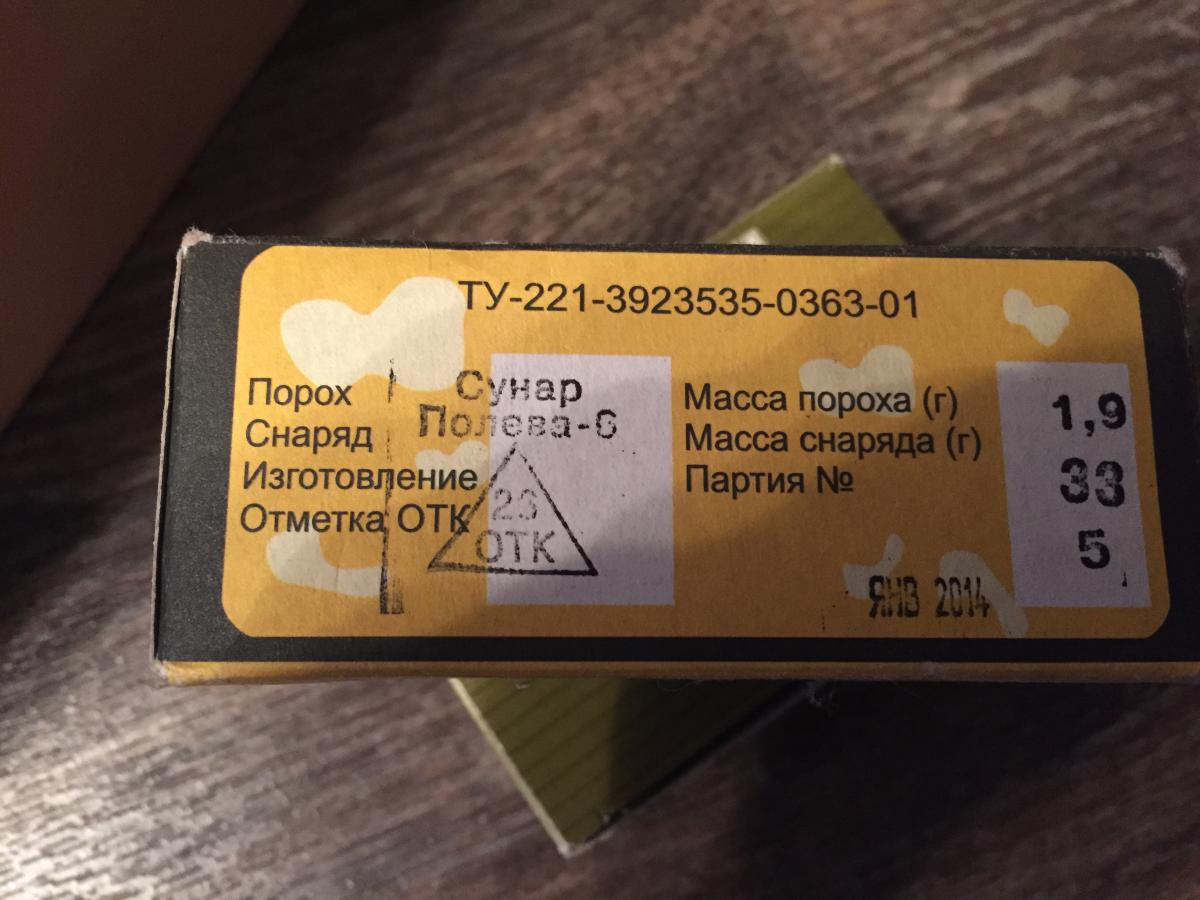 ТУ-221-3923535-0363-01
Порох Сунар
Снаряд Полева-6
Изготовление
Отметка ОТК
23
ОТК
Масса пороха (г) 1,9
Масса снаряда (г) 33
Партия № 5
ЯНВ 2014